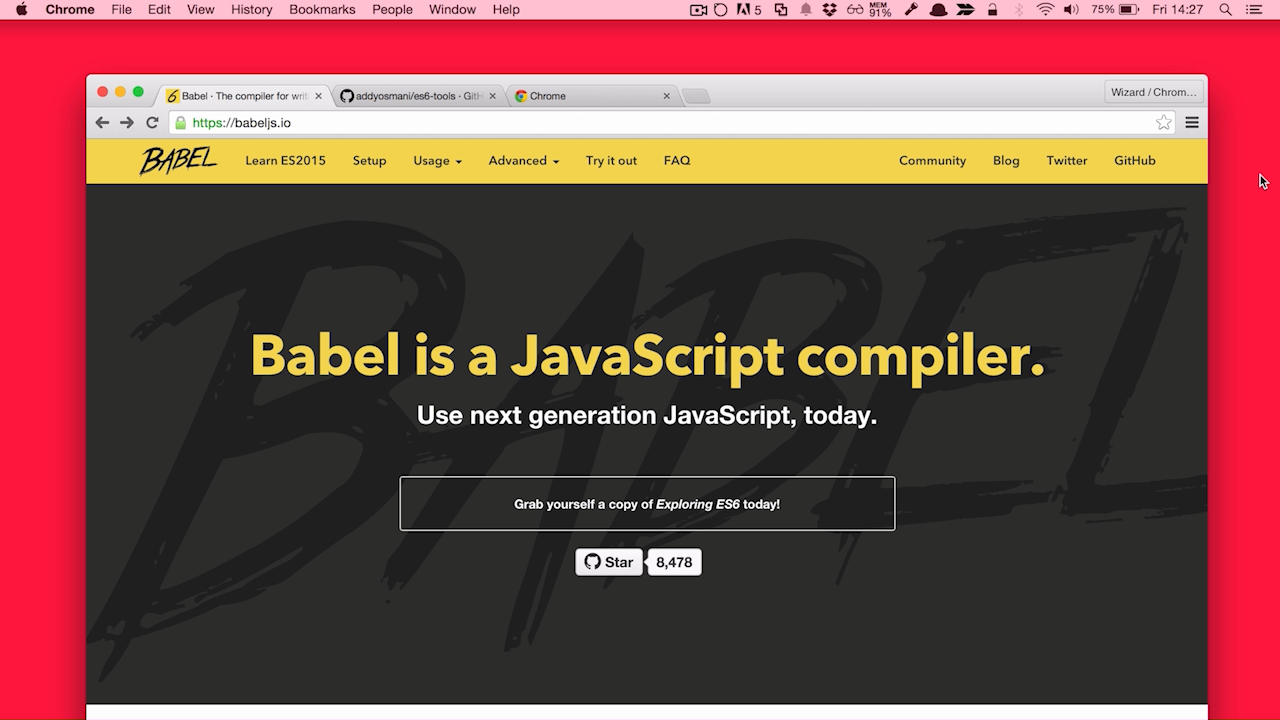 Chrome File Edit View History Bookmarks People Window Help 5 MEM 91% 75% Fri 14:27
Babel · The compiler for writ addyosmani/es6-tools · GitH Chrome Wizard / Chrom...
https://babeljs.io
BABEL Learn ES2015 Setup Usage Advanced Try it out FAQ Community Blog Twitter GitHub
BABEL
Babel is a JavaScript compiler.
Use next generation JavaScript, today.
Grab yourself a copy of Exploring ES6 today!
Star 8,478